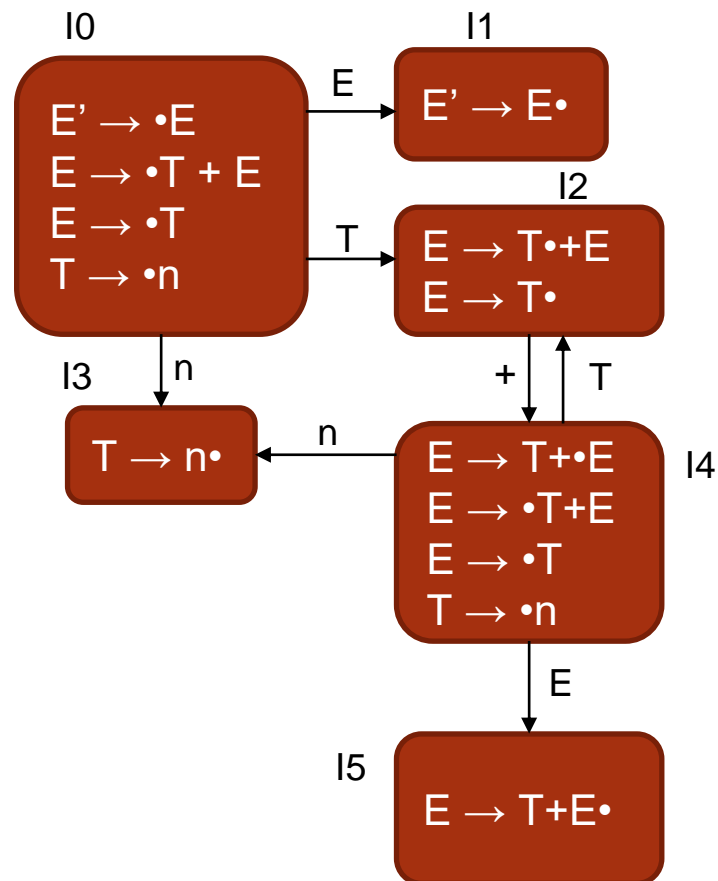 I0
E’ → •E
E → •T + E
E → •T
T → •n
E
I1
E’ → E•
T
I2
E → T•+E
E → T•
n
I3
T → n•
+
T
n
I4
E → T+•E
E → •T+E
E → •T
T → •n
E
I5
E → T+E•